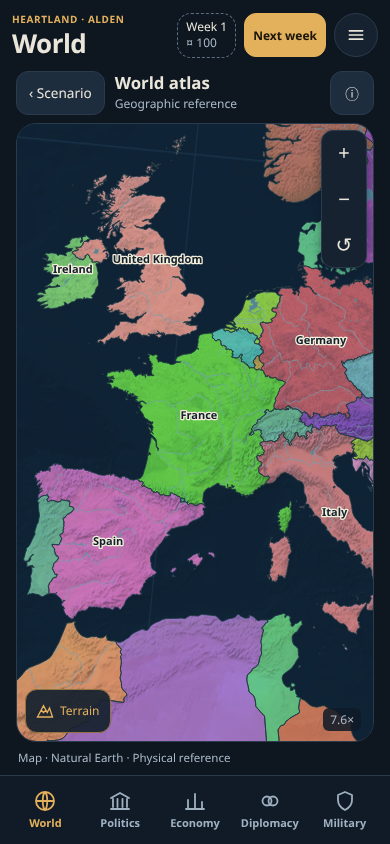 HEARTLAND · ALDEN
World
Week 1
¤ 100
Next week
‹ Scenario
World atlas
Geographic reference
Ireland
United Kingdom
Germany
France
Italy
Spain
Terrain
7.6×
Map · Natural Earth · Physical reference
World
Politics
Economy
Diplomacy
Military